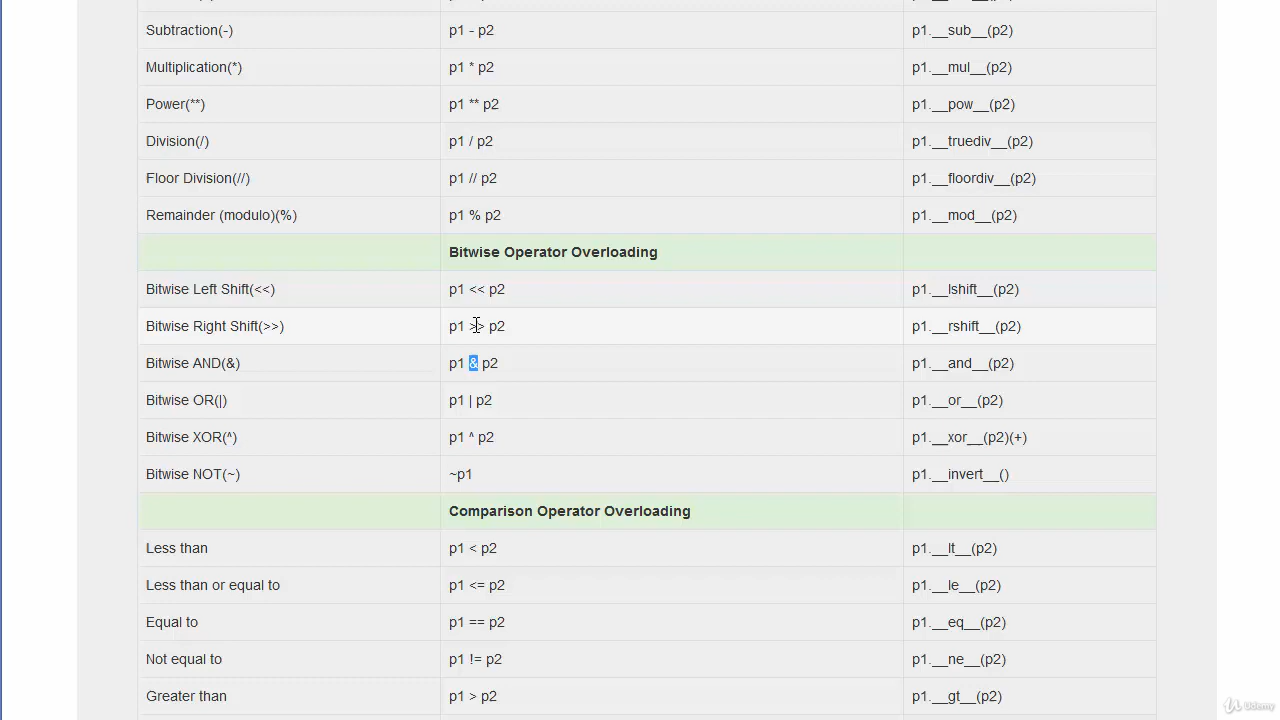 Subtraction(-) p1 - p2 p1.__sub__(p2)
Multiplication(*) p1 * p2 p1.__mul__(p2)
Power(**) p1 ** p2 p1.__pow__(p2)
Division(/) p1 / p2 p1.__truediv__(p2)
Floor Division(//) p1 // p2 p1.__floordiv__(p2)
Remainder (modulo)(%) p1 % p2 p1.__mod__(p2)
Bitwise Operator Overloading
Bitwise Left Shift(<<) p1 << p2 p1.__lshift__(p2)
Bitwise Right Shift(>>) p1 >> p2 p1.__rshift__(p2)
Bitwise AND(&) p1 & p2 p1.__and__(p2)
Bitwise OR(|) p1 | p2 p1.__or__(p2)
Bitwise XOR(^) p1 ^ p2 p1.__xor__(p2)(+)
Bitwise NOT(~) ~p1 p1.__invert__()
Comparison Operator Overloading
Less than p1 < p2 p1.__lt__(p2)
Less than or equal to p1 <= p2 p1.__le__(p2)
Equal to p1 == p2 p1.__eq__(p2)
Not equal to p1 != p2 p1.__ne__(p2)
Greater than p1 > p2 p1.__gt__(p2)
Udemy